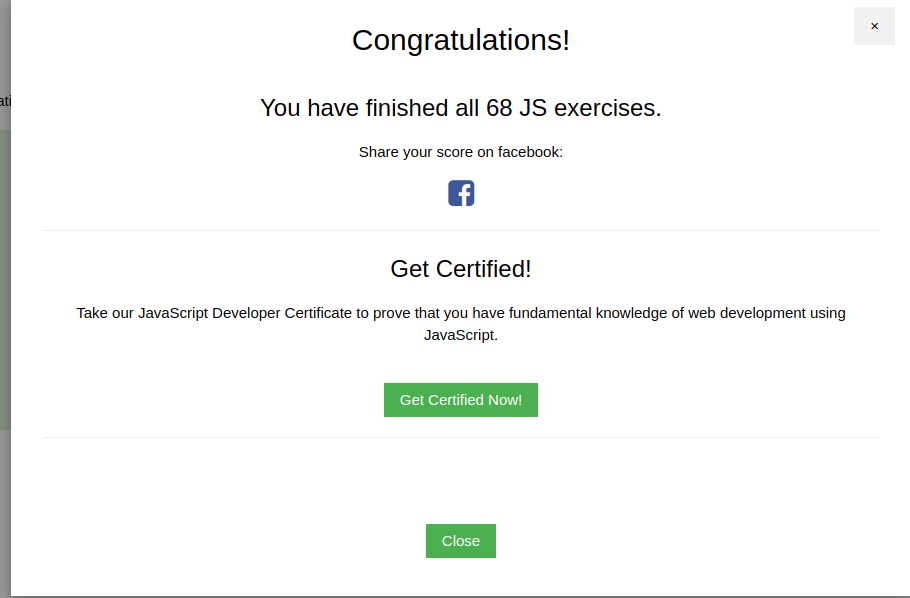 ×
Congratulations!
ati
You have finished all 68 JS exercises.
Share your score on facebook:
Get Certified!
Take our JavaScript Developer Certificate to prove that you have fundamental knowledge of web development using
JavaScript.
Get Certified Now!
Close